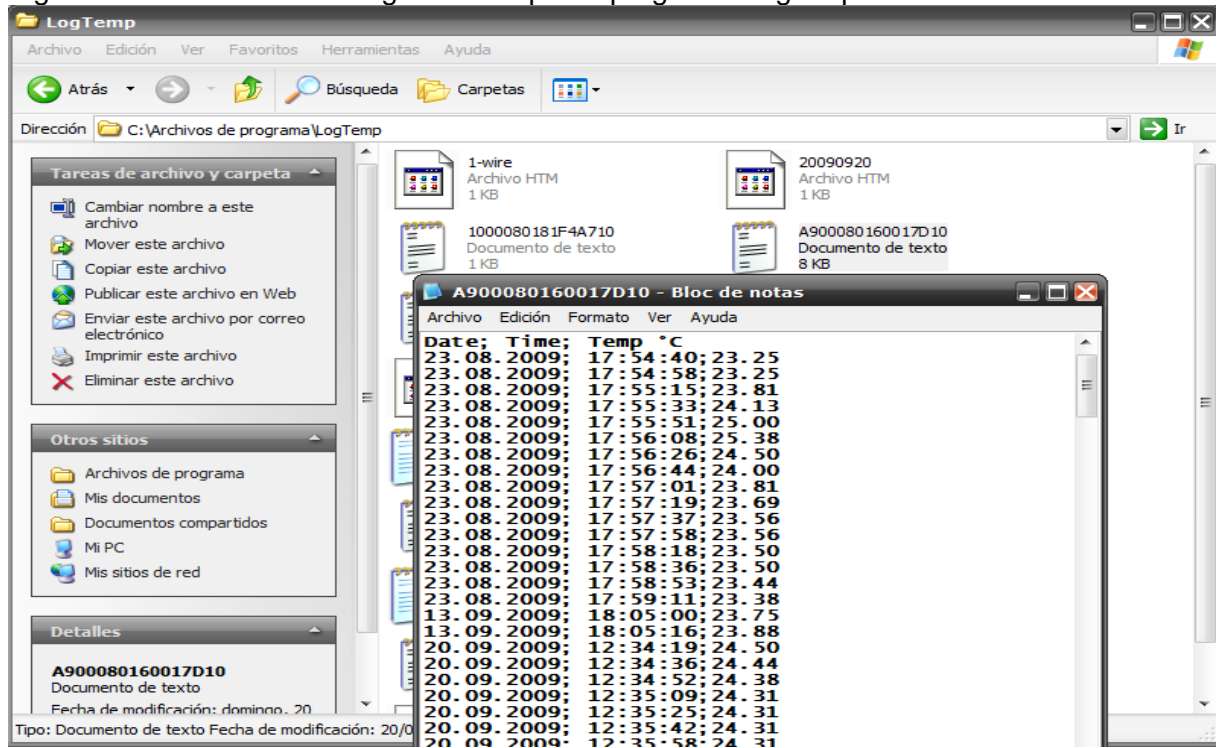 LogTemp
Archivo Edición Ver Favoritos Herramientas Ayuda
Atrás Búsqueda Carpetas
Dirección C:\Archivos de programa\LogTemp Ir
Tareas de archivo y carpeta
Cambiar nombre a este
archivo
Mover este archivo
Copiar este archivo
Publicar este archivo en Web
Enviar este archivo por correo
electrónico
Imprimir este archivo
Eliminar este archivo
Otros sitios
Archivos de programa
Mis documentos
Documentos compartidos
Mi PC
Mis sitios de red
Detalles
A900080160017D10
Documento de texto
Fecha de modificación: domingo, 20
1-wire
Archivo HTM
1 KB
20090920
Archivo HTM
1 KB
1000080181F4A710
Documento de texto
1 KB
A900080160017D10
Documento de texto
8 KB
A900080160017D10 - Bloc de notas
Archivo Edición Formato Ver Ayuda
Date; Time; Temp °C
23.08.2009; 17:54:40;23.25
23.08.2009; 17:54:58;23.25
23.08.2009; 17:55:15;23.81
23.08.2009; 17:55:33;24.13
23.08.2009; 17:55:51;25.00
23.08.2009; 17:56:08;25.38
23.08.2009; 17:56:26;24.50
23.08.2009; 17:56:44;24.00
23.08.2009; 17:57:01;23.81
23.08.2009; 17:57:19;23.69
23.08.2009; 17:57:37;23.56
23.08.2009; 17:57:58;23.56
23.08.2009; 17:58:18;23.50
23.08.2009; 17:58:36;23.50
23.08.2009; 17:58:53;23.44
23.08.2009; 17:59:11;23.38
13.09.2009; 18:05:00;23.75
13.09.2009; 18:05:16;23.88
20.09.2009; 12:34:19;24.50
20.09.2009; 12:34:36;24.44
20.09.2009; 12:34:52;24.38
20.09.2009; 12:35:09;24.31
20.09.2009; 12:35:25;24.31
20.09.2009; 12:35:42;24.31
20.09.2009; 12:35:58;24.31
Tipo: Documento de texto Fecha de modificación: 20/0